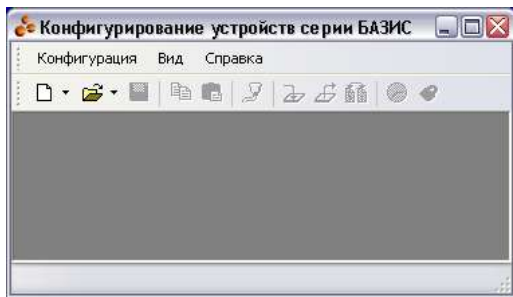 Конфигурирование устройств серии БАЗИС
Конфигурация Вид Справка